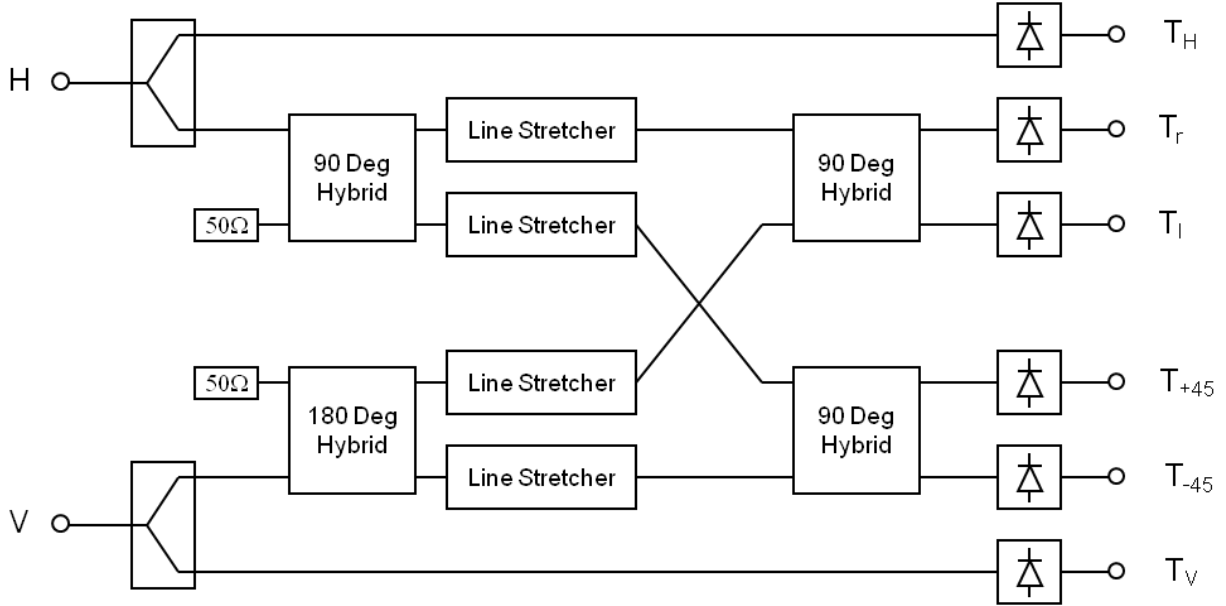 H
T_H
Line Stretcher
T_r
90 Deg
Hybrid
90 Deg
Hybrid
50Ω
Line Stretcher
T_l
50Ω
Line Stretcher
T_+45
180 Deg
Hybrid
90 Deg
Hybrid
Line Stretcher
T_-45
V
T_V